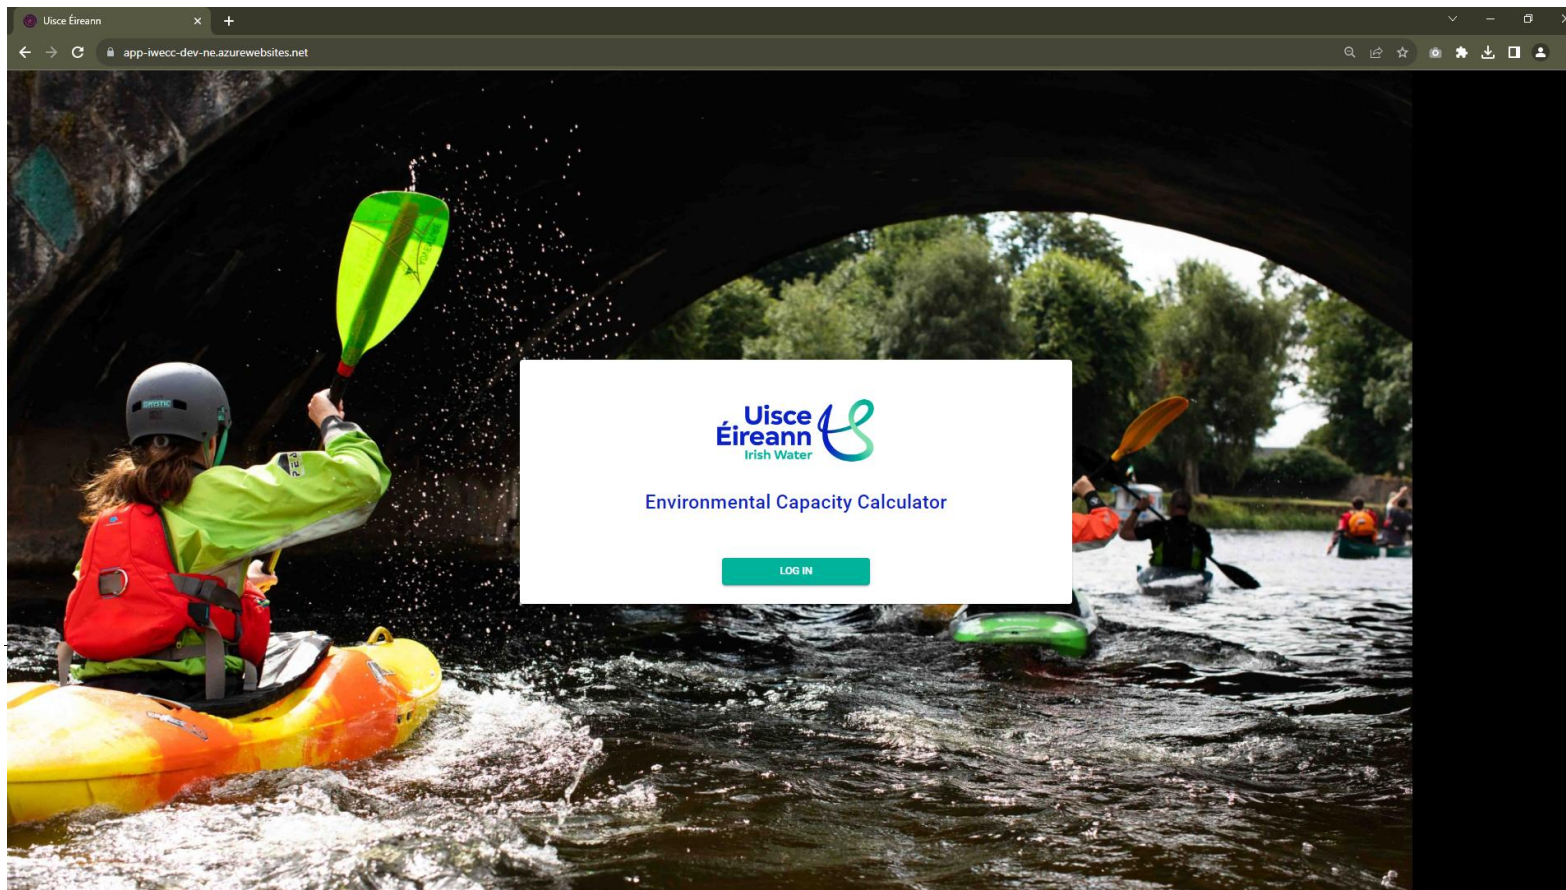 Uisce Éireann
app-iwecc-dev-ne.azurewebsites.net
Uisce
Éireann
Irish Water
Environmental Capacity Calculator
LOG IN